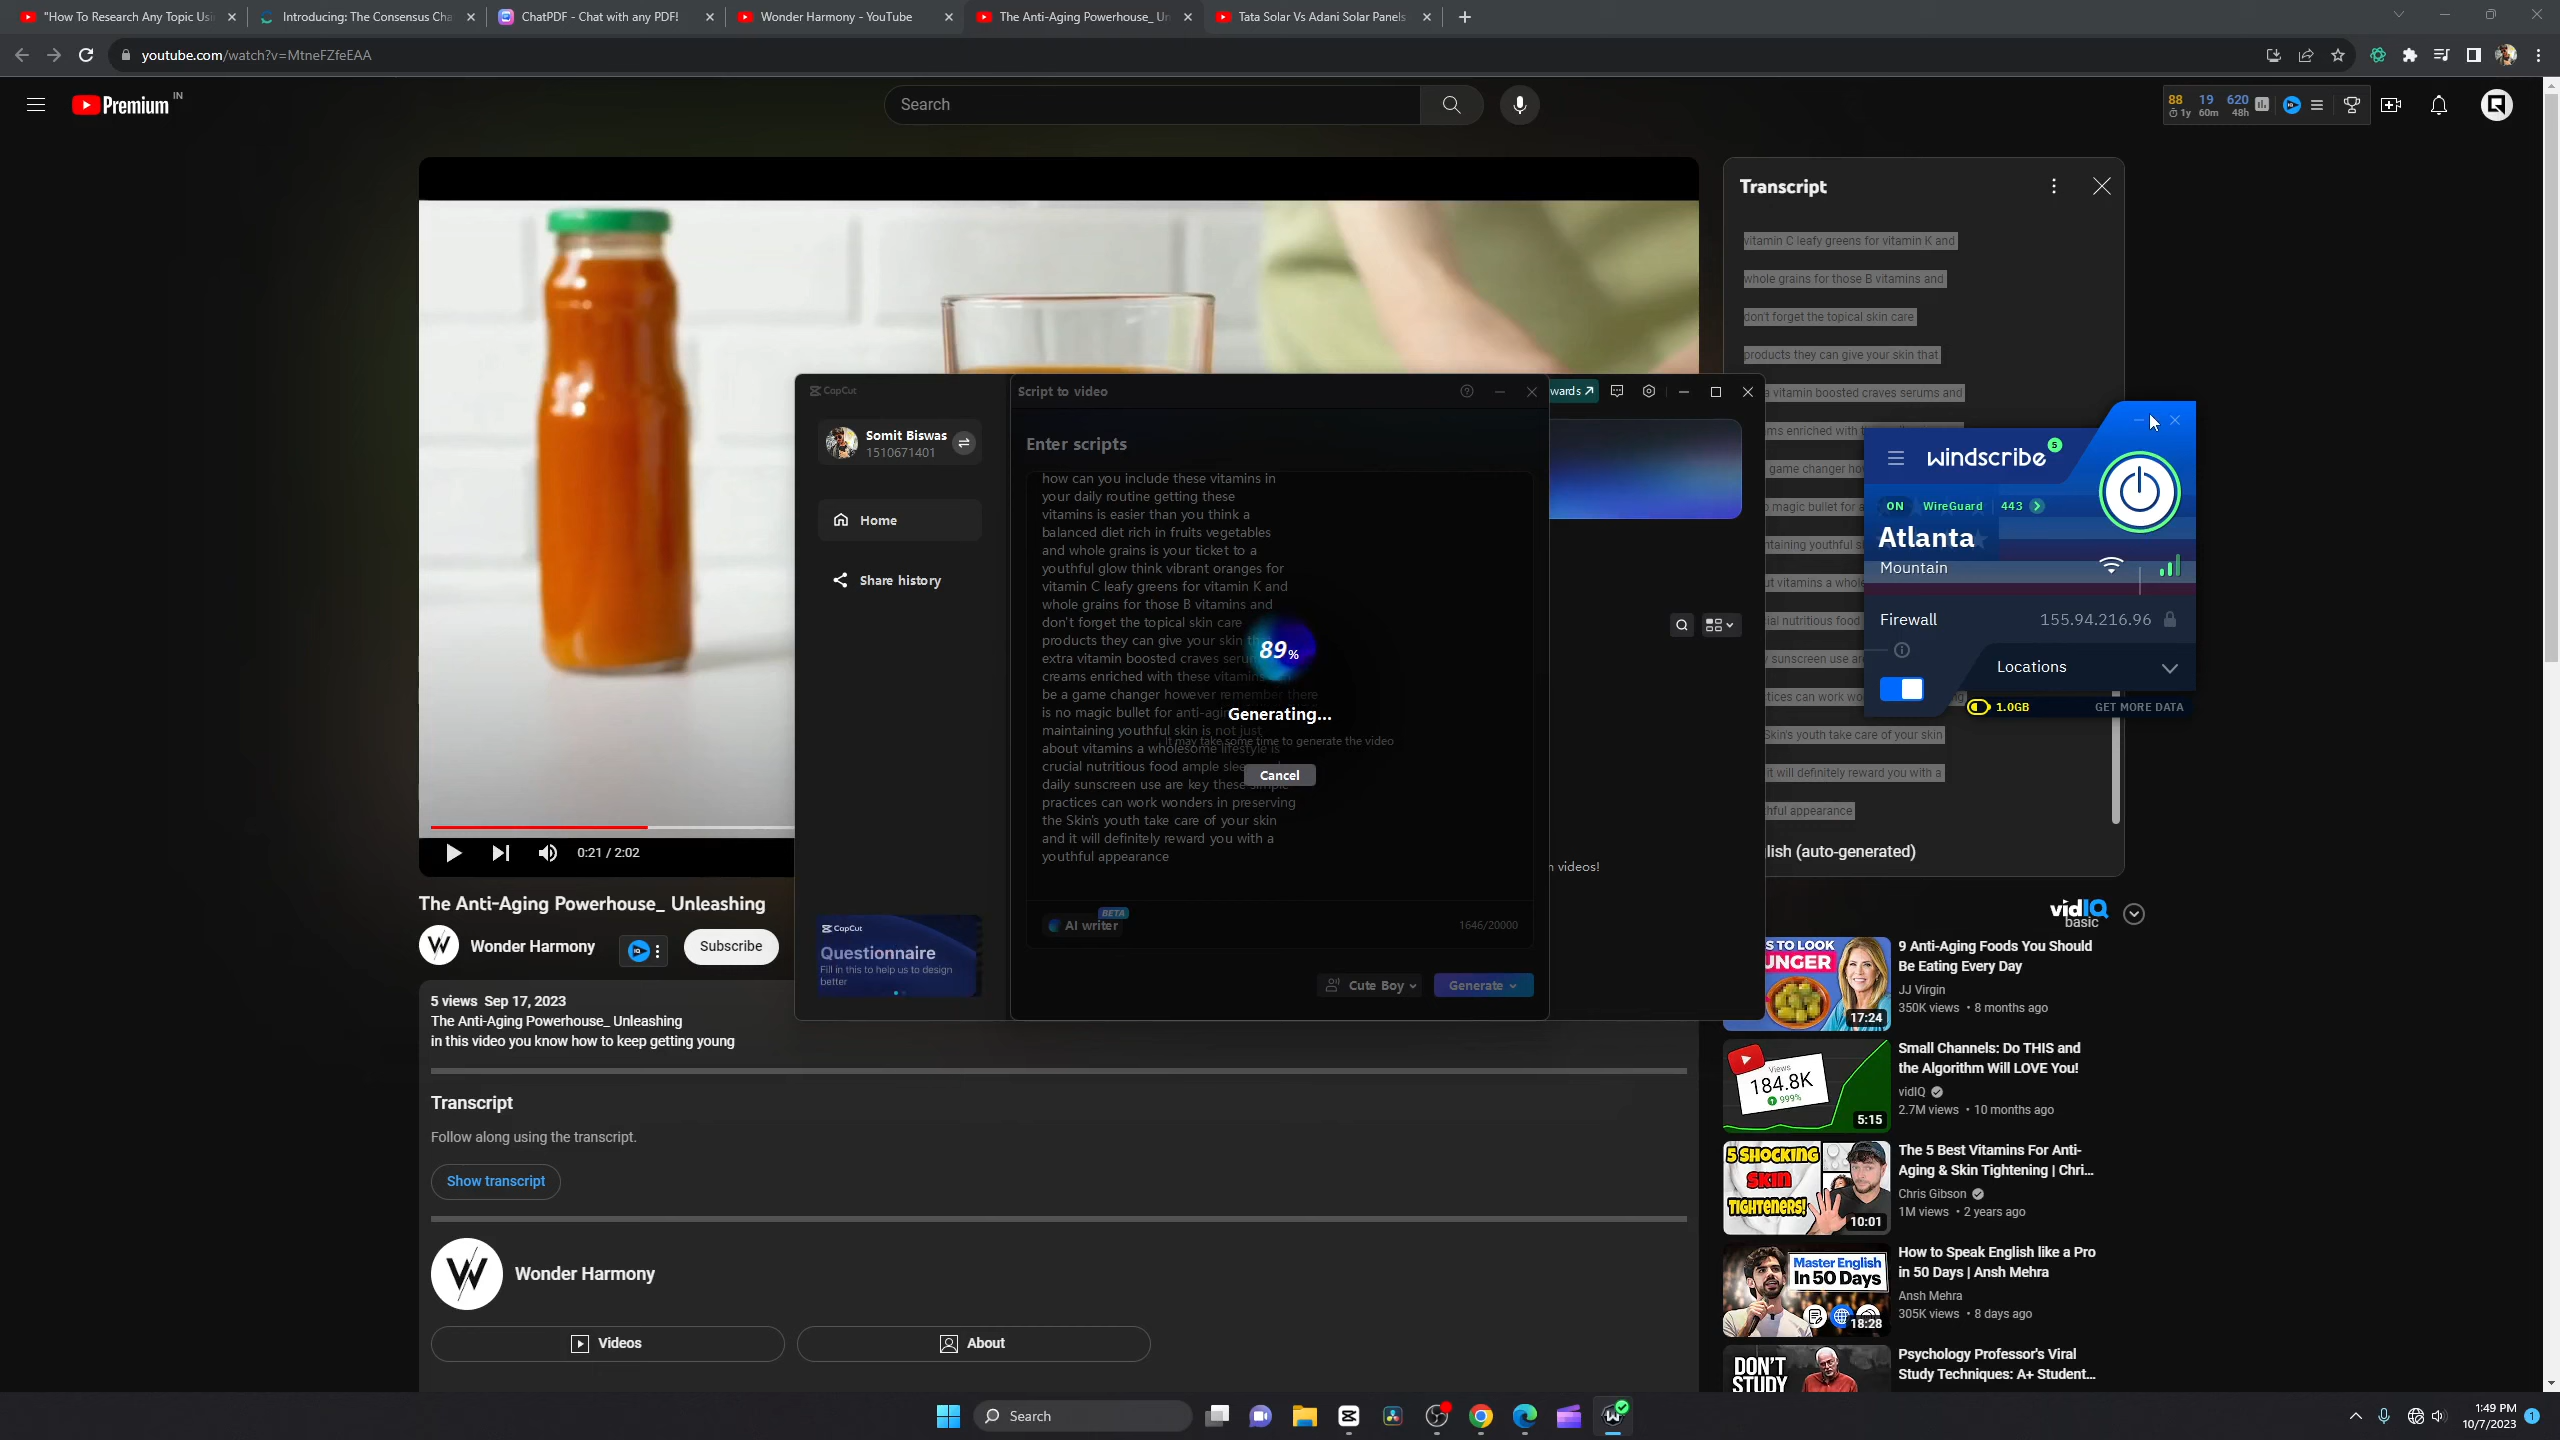 "How To Research Any Topic Usi
Introducing: The Consensus Cha
ChatPDF - Chat with any PDF!
Wonder Harmony - YouTube
The Anti-Aging Powerhouse_ Un
Tata Solar Vs Adani Solar Panels
youtube.com/watch?v=MtneFZfeEAA
Premium IN
Search
88 19 620
1y 60m 48h
Transcript
vitamin C leafy greens for vitamin K and
whole grains for those B vitamins and
don't forget the topical skin care
products they can give your skin that
a vitamin boosted craves serums and
ms enriched with
game changer ho
o magic bullet for a
ntaining youthful s
ut vitamins a whole
ial nutritious food
y sunscreen use are
tices can work wo
Skin's youth take care of your skin
it will definitely reward you with a
hful appearance
lish (auto-generated)
CapCut
Somit Biswas
1510671401
Home
Share history
CapCut
Questionnaire
Fill in this to help us to design
better
Script to video
wards
Enter scripts
how can you include these vitamins in
your daily routine getting these
vitamins is easier than you think a
balanced diet rich in fruits vegetables
and whole grains is your ticket to a
youthful glow think vibrant oranges for
vitamin C leafy greens for vitamin K and
whole grains for those B vitamins and
don't forget the topical skin care
products they can give your skin th
extra vitamin boosted craves seru
creams enriched with these vitamins
be a game changer however remember there
is no magic bullet for anti-agin
maintaining youthful skin is not just
about vitamins a wholesome lifestyle is
crucial nutritious food ample slee
daily sunscreen use are key these simple
practices can work wonders in preserving
the Skin's youth take care of your skin
and it will definitely reward you with a
youthful appearance
89%
Generating...
It may take some time to generate the video
Cancel
AI writer
BETA
1646/20000
Cute Boy
Generate
n videos!
windscribe 5
ON WireGuard 443
Atlanta
Mountain
Firewall
155.94.216.96
Locations
1.0GB
GET MORE DATA
0:21 / 2:02
The Anti-Aging Powerhouse_ Unleashing
W
Wonder Harmony
Subscribe
5 views Sep 17, 2023
The Anti-Aging Powerhouse_ Unleashing
in this video you know how to keep getting young
Transcript
Follow along using the transcript.
Show transcript
W
Wonder Harmony
Videos
About
vidIQ
basic
S TO LOOK
UNGER
17:24
9 Anti-Aging Foods You Should
Be Eating Every Day
JJ Virgin
350K views • 8 months ago
Views
184.8K
999%
5:15
Small Channels: Do THIS and
the Algorithm Will LOVE You!
vidIQ
2.7M views • 10 months ago
5 SHOCKING
SKIN
TIGHTENERS!
10:01
The 5 Best Vitamins For Anti-
Aging & Skin Tightening | Chri...
Chris Gibson
1M views • 2 years ago
Master English
In 50 Days
18:28
How to Speak English like a Pro
in 50 Days | Ansh Mehra
Ansh Mehra
305K views • 8 days ago
DON'T
STUDY
Psychology Professor's Viral
Study Techniques: A+ Student...
Search
1:49 PM
10/7/2023
1